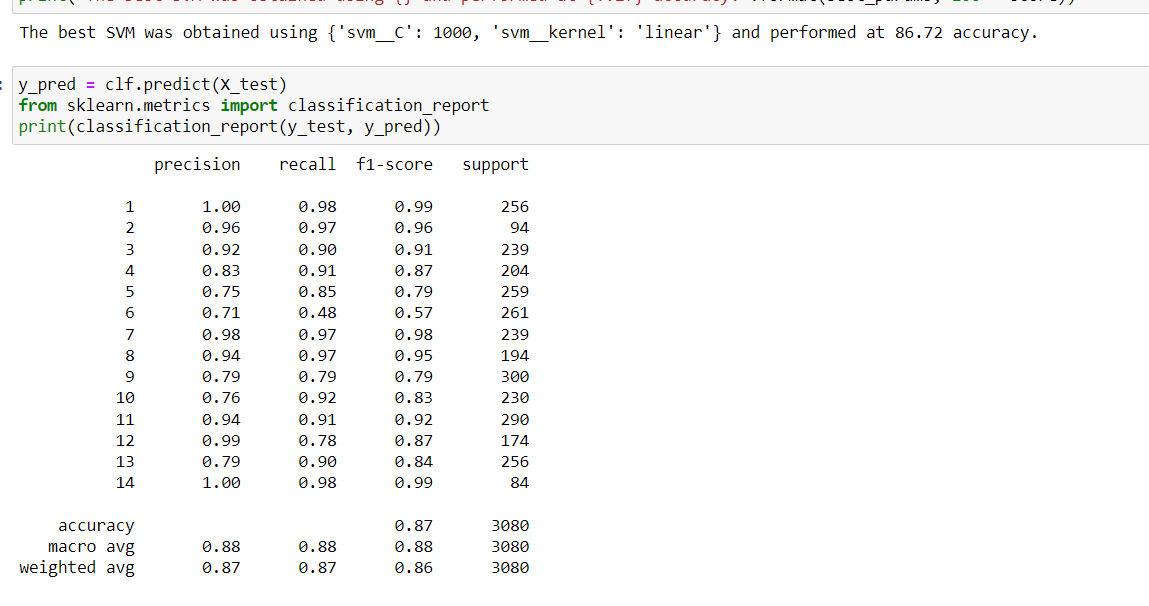 The best SVM was obtained using {'svm__C': 1000, 'svm__kernel': 'linear'} and performed at 86.72 accuracy.
y_pred = clf.predict(X_test)
from sklearn.metrics import classification_report
print(classification_report(y_test, y_pred))
precision recall f1-score support
1 1.00 0.98 0.99 256
2 0.96 0.97 0.96 94
3 0.92 0.90 0.91 239
4 0.83 0.91 0.87 204
5 0.75 0.85 0.79 259
6 0.71 0.48 0.57 261
7 0.98 0.97 0.98 239
8 0.94 0.97 0.95 194
9 0.79 0.79 0.79 300
10 0.76 0.92 0.83 230
11 0.94 0.91 0.92 290
12 0.99 0.78 0.87 174
13 0.79 0.90 0.84 256
14 1.00 0.98 0.99 84
accuracy 0.87 3080
macro avg 0.88 0.88 0.88 3080
weighted avg 0.87 0.87 0.86 3080